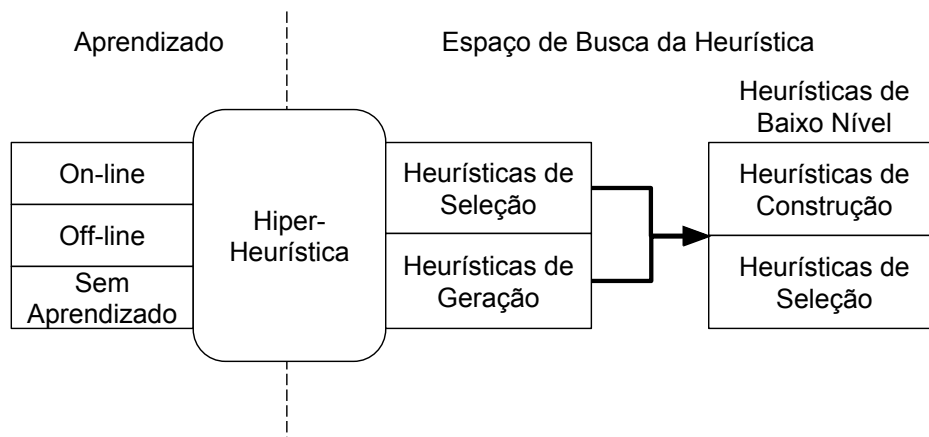 Aprendizado
Espaço de Busca da Heurística
Heurísticas de
Baixo Nível
On-line
Off-line
Sem
Aprendizado
Hiper-
Heurística
Heurísticas de
Seleção
Heurísticas de
Geração
Heurísticas de
Construção
Heurísticas de
Seleção